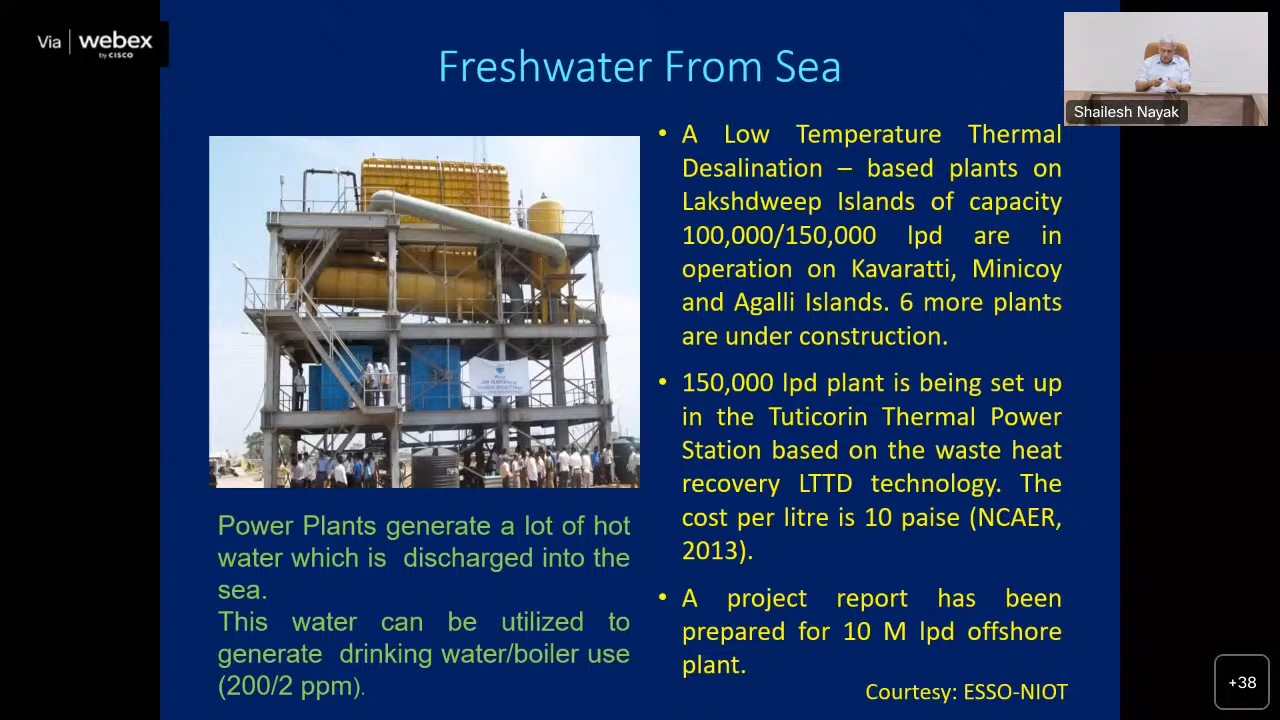 Via webex
by CISCO
Freshwater From Sea
Shailesh Nayak
• A Low Temperature Thermal
Desalination – based plants on
Lakshdweep Islands of capacity
100,000/150,000 lpd are in
operation on Kavaratti, Minicoy
and Agalli Islands. 6 more plants
are under construction.
• 150,000 lpd plant is being set up
in the Tuticorin Thermal Power
Station based on the waste heat
recovery LTTD technology. The
cost per litre is 10 paise (NCAER,
2013).
• A project report has been
prepared for 10 M lpd offshore
plant.
Power Plants generate a lot of hot
water which is discharged into the
sea.
This water can be utilized to
generate drinking water/boiler use
(200/2 ppm).
Courtesy: ESSO-NIOT
+38